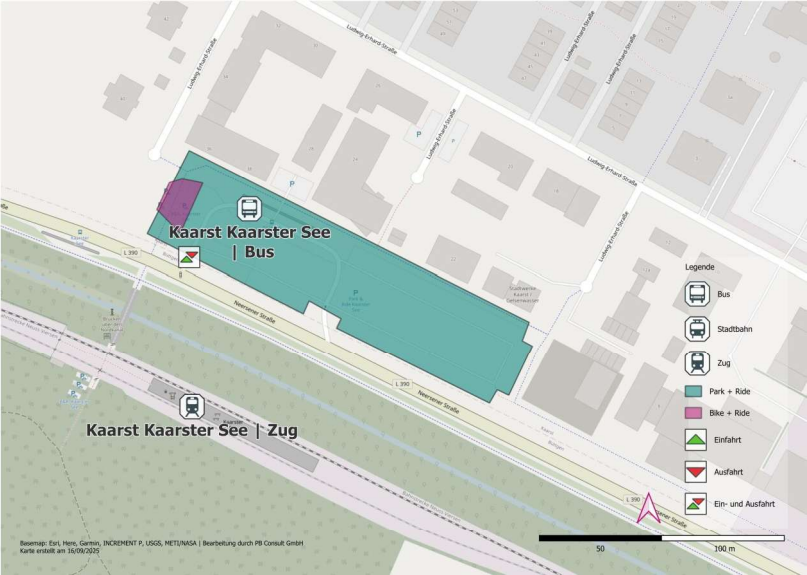 Ludwig-Erhard-Straße
Ludwig-Erhard-Straße
Ludwig-Erhard-Straße
Ludwig-Erhard-Straße
Ludwig-Erhard-Straße
Ludwig-Erhard-Straße
P
P
Kaarst Kaarster See
| Bus
L 390
P
Stadtwerke
Kaarst |
Neersener Straße
L 390
Neersener Straße
Kaarst Kaarster See | Zug
L 390
Legende
Bus
Stadtbahn
Zug
Park + Ride
Bike + Ride
Einfahrt
Ausfahrt
Ein- und Ausfahrt
Basemap: Esri, Here, Garmin, INCREMENT P, USGS, METI/NASA | Bearbeitung durch PB Consult GmbH
Karte erstellt am 16/09/2025
50
100 m